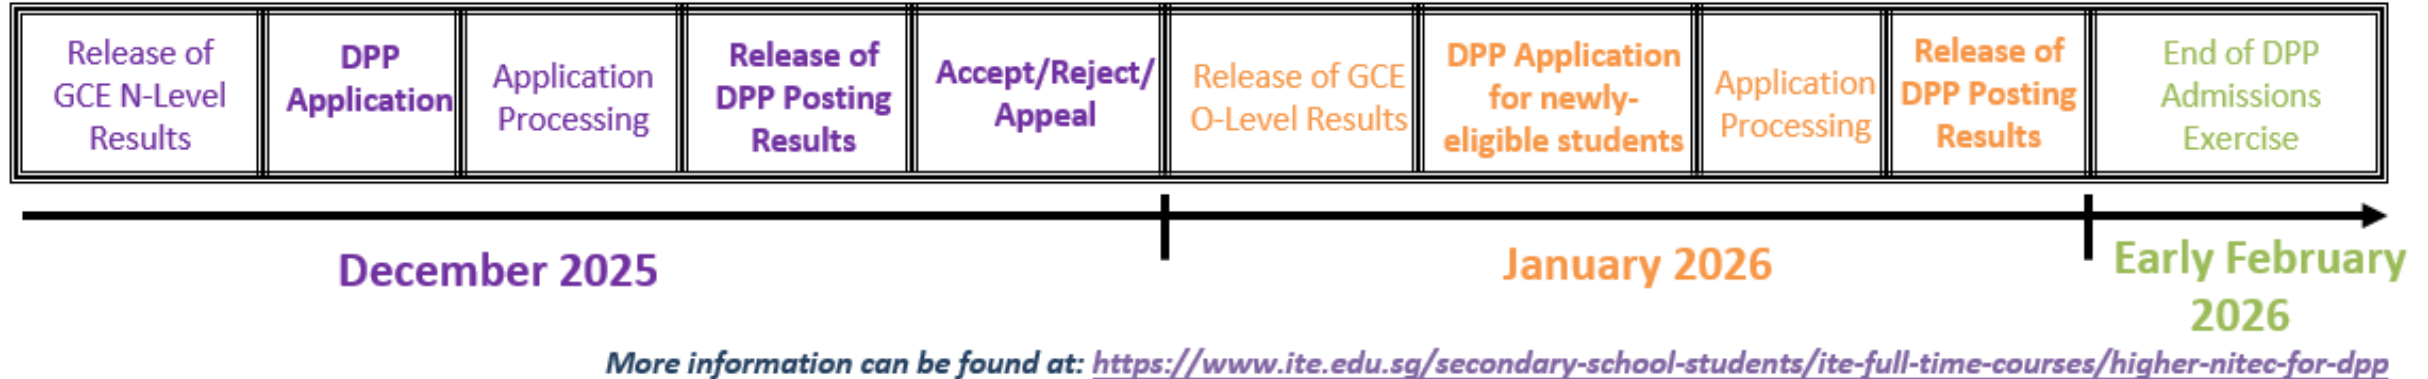 Release of
GCE N-Level
Results
DPP
Application
Application
Processing
Release of
DPP Posting
Results
Accept/Reject/
Appeal
Release of GCE
O-Level Results
DPP Application
for newly-
eligible students
Application
Processing
Release of
DPP Posting
Results
End of DPP
Admissions
Exercise
December 2025
January 2026
Early February
2026
More information can be found at: https://www.ite.edu.sg/secondary-school-students/ite-full-time-courses/higher-nitec-for-dpp